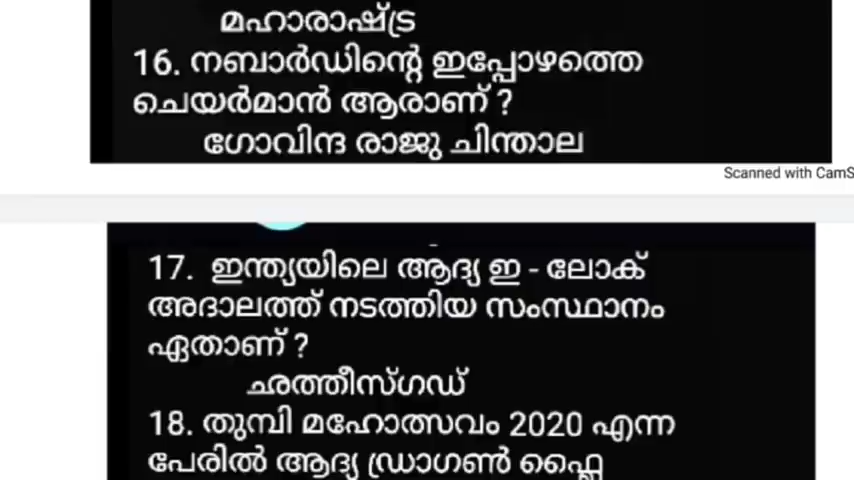 മഹാരാഷ്ട്ര
16. നബാർഡിന്റെ ഇപ്പോഴത്തെ
ചെയർമാൻ ആരാണ് ?
ഗോവിന്ദ രാജു ചിന്താല
Scanned with CamS
17. ഇന്ത്യയിലെ ആദ്യ ഇ - ലോക്
അദാലത്ത് നടത്തിയ സംസ്ഥാനം
ഏതാണ് ?
ഛത്തീസ്ഗഡ്
18. തുമ്പി മഹോത്സവം 2020 എന്ന
പേരിൽ ആദ്യ ഡ്രാഗൺ ഫ്ലൈ